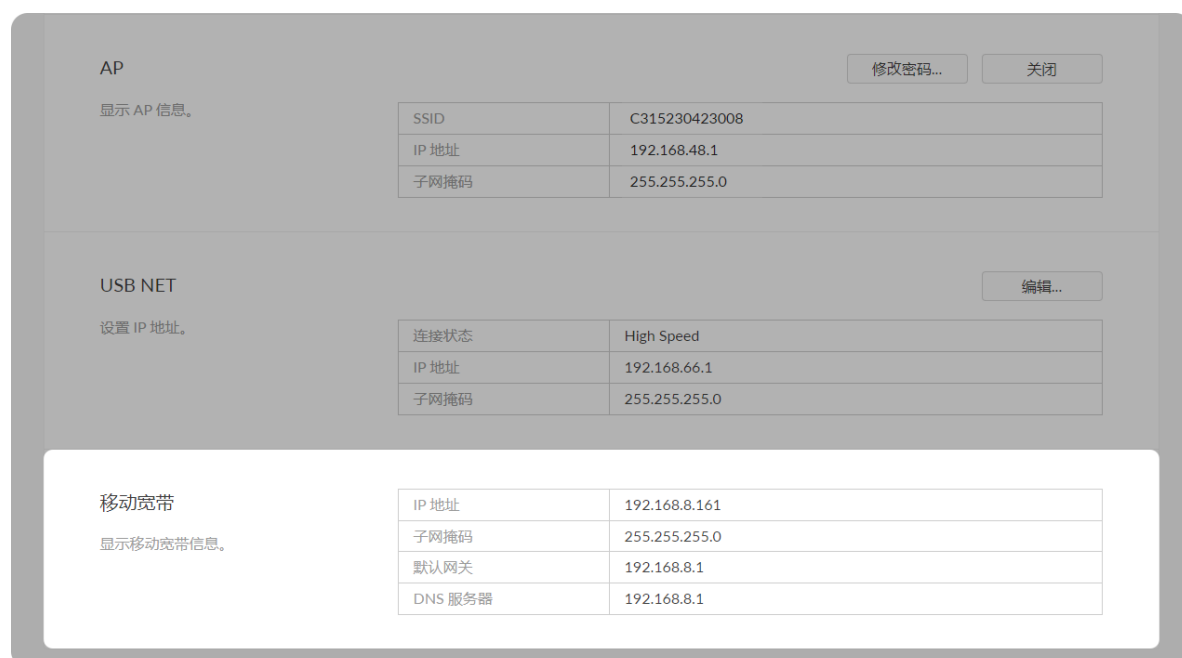 AP
修改密码...
关闭
显示 AP 信息。
SSID C315230423008
IP 地址 192.168.48.1
子网掩码 255.255.255.0
USB NET
编辑...
设置 IP 地址。
连接状态 High Speed
IP 地址 192.168.66.1
子网掩码 255.255.255.0
移动宽带
显示移动宽带信息。
IP 地址 192.168.8.161
子网掩码 255.255.255.0
默认网关 192.168.8.1
DNS 服务器 192.168.8.1